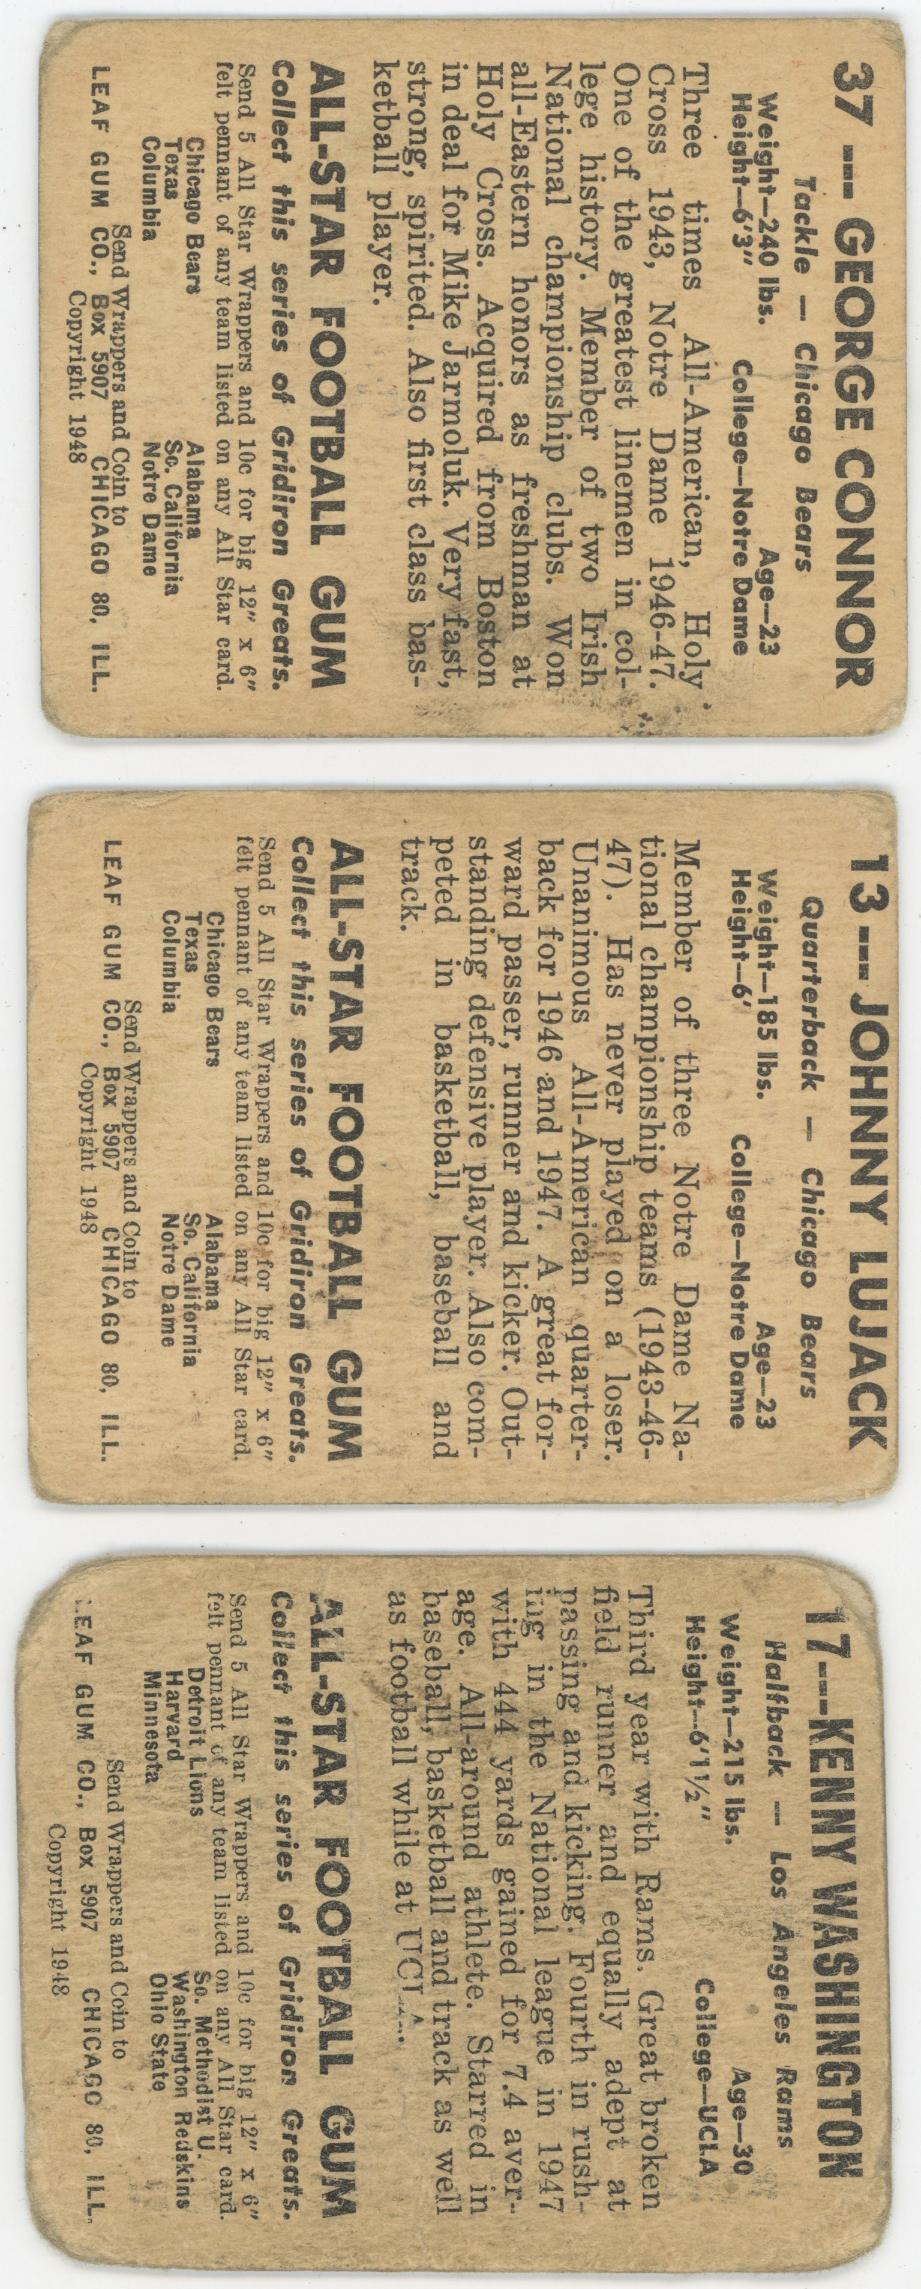 37 --- GEORGE CONNOR
Tackle — Chicago Bears
Weight—240 lbs. Age—23
Height—6'3" College—Notre Dame
Three times All-American, Holy
Cross 1943, Notre Dame 1946-47.
One of the greatest linemen in col-
lege history. Member of two Irish
National championship clubs. Won
all-Eastern honors as freshman at
Holy Cross. Acquired from Boston
in deal for Mike Jarmoluk. Very fast,
strong, spirited. Also first class bas-
ketball player.
ALL-STAR FOOTBALL GUM
Collect this series of Gridiron Greats.
Send 5 All Star Wrappers and 10c for big 12" x 6"
felt pennant of any team listed on any All Star card.
Chicago Bears Alabama
Texas So. California
Columbia Notre Dame
Send Wrappers and Coin to
LEAF GUM CO., Box 5907 CHICAGO 80, ILL.
Copyright 1948
13 --- JOHNNY LUJACK
Quarterback — Chicago Bears
Weight—185 lbs. Age—23
Height—6' College—Notre Dame
Member of three Notre Dame Na-
tional championship teams (1943-46-
47). Has never played on a loser.
Unanimous All-American quarter-
back for 1946 and 1947. A great for-
ward passer, runner and kicker. Out-
standing defensive player. Also com-
peted in basketball, baseball and
track.
ALL-STAR FOOTBALL GUM
Collect this series of Gridiron Greats.
Send 5 All Star Wrappers and 10c for big 12" x 6"
felt pennant of any team listed on any All Star card.
Chicago Bears Alabama
Texas So. California
Columbia Notre Dame
Send Wrappers and Coin to
LEAF GUM CO., Box 5907 CHICAGO 80, ILL.
Copyright 1948
17---KENNY WASHINGTON
Halfback — Los Angeles Rams
Weight—215 lbs. Age—30
Height—6'1½" College—UCLA
Third year with Rams. Great broken
field runner and equally adept at
passing and kicking. Fourth in rush-
ing in the National league in 1947
with 444 yards gained for 7.4 aver-
age. All-around athlete. Starred in
baseball, basketball and track as well
as football while at UCLA.
ALL-STAR FOOTBALL GUM
Collect this series of Gridiron Greats.
Send 5 All Star Wrappers and 10c for big 12" x 6"
felt pennant of any team listed on any All Star card.
Detroit Lions So. Methodist U.
Harvard Washington Redskins
Minnesota Ohio State
Send Wrappers and Coin to
LEAF GUM CO., Box 5907 CHICAGO 80, ILL.
Copyright 1948